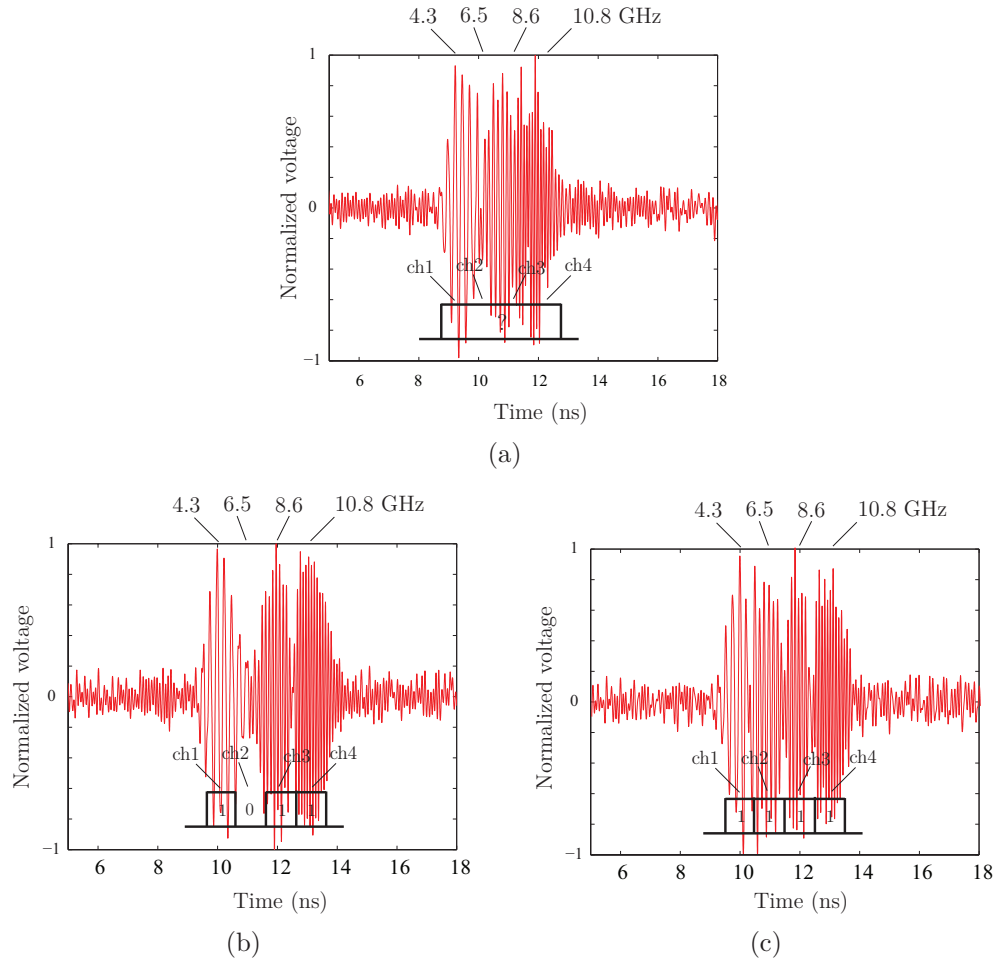 4.3 6.5 8.6 10.8 GHz
1
0
−1
Normalized voltage
ch1 ch2 ch3 ch4
?
6 8 10 12 14 16 18
Time (ns)
(a)
4.3 6.5 8.6 10.8 GHz
1
0
−1
Normalized voltage
ch1 ch2 ch3 ch4
1 0 1 1
6 8 10 12 14 16 18
Time (ns)
(b)
4.3 6.5 8.6 10.8 GHz
1
0
−1
Normalized voltage
ch1 ch2 ch3 ch4
1 1 1 1
6 8 10 12 14 16 18
Time (ns)
(c)